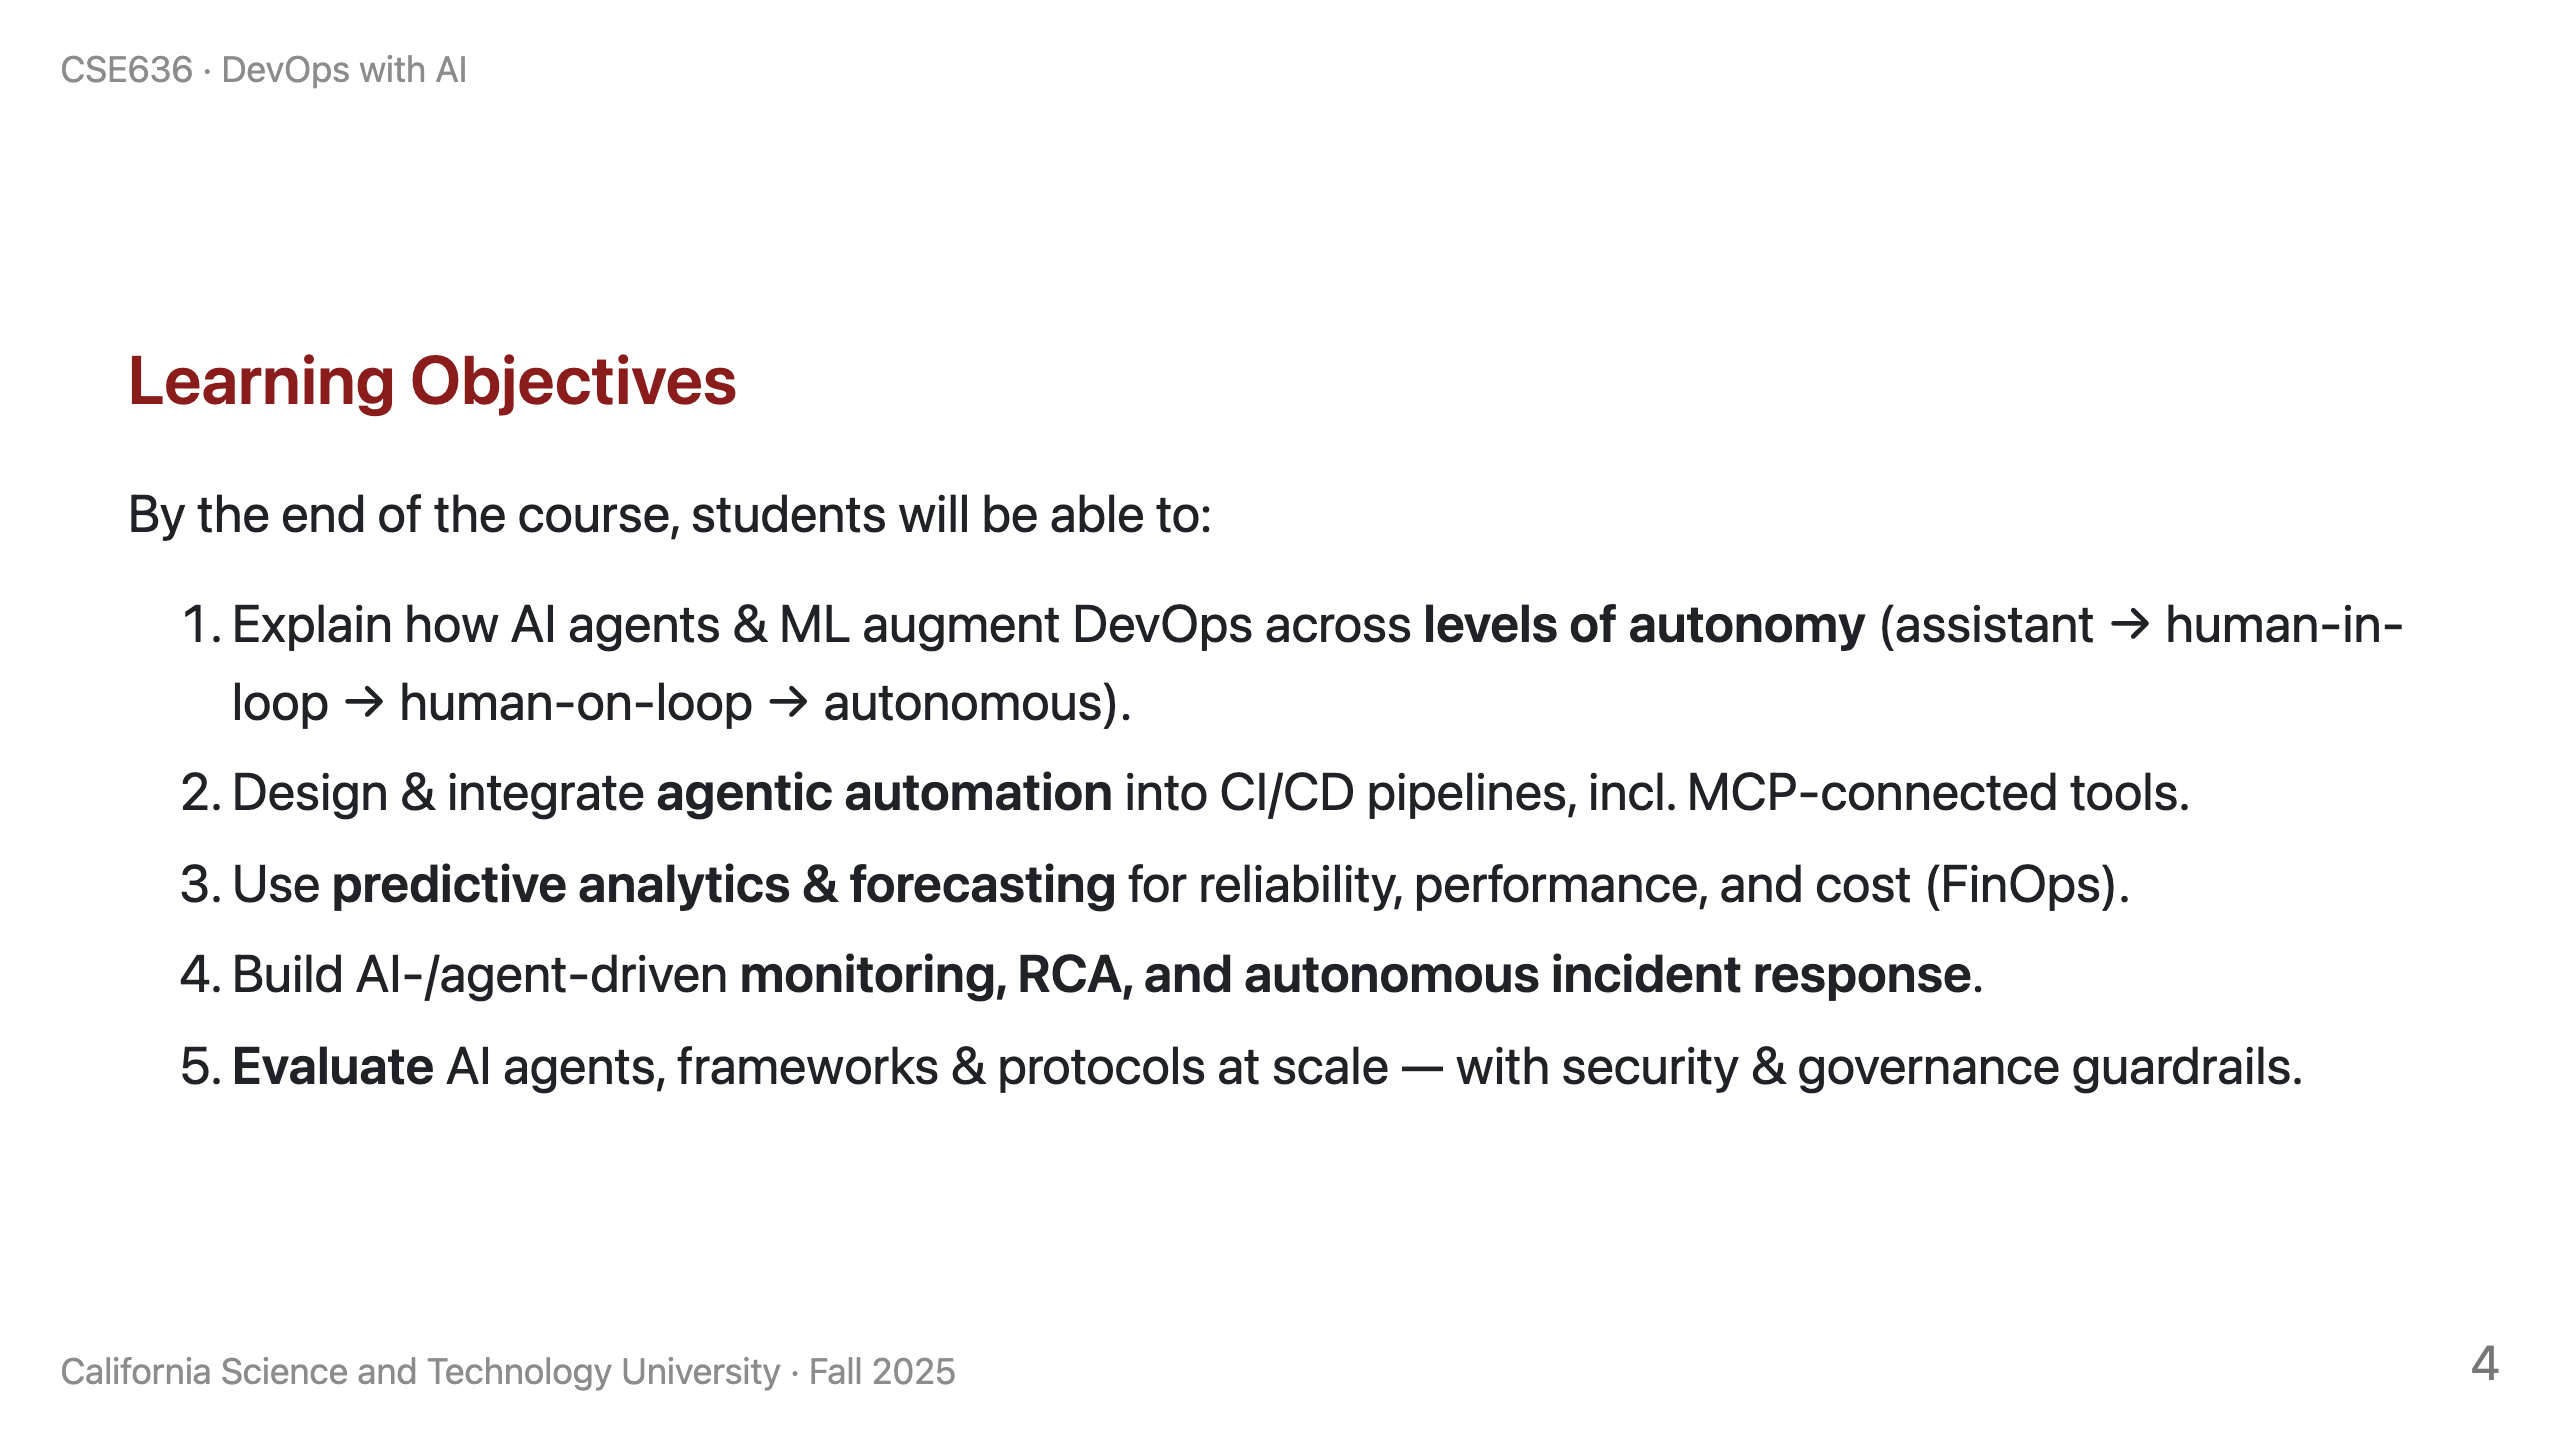 CSE636 · DevOps with AI
Learning Objectives
By the end of the course, students will be able to:
1. Explain how AI agents & ML augment DevOps across levels of autonomy (assistant → human-in-
loop → human-on-loop → autonomous).
2. Design & integrate agentic automation into CI/CD pipelines, incl. MCP-connected tools.
3. Use predictive analytics & forecasting for reliability, performance, and cost (FinOps).
4. Build AI-/agent-driven monitoring, RCA, and autonomous incident response.
5. Evaluate AI agents, frameworks & protocols at scale — with security & governance guardrails.
California Science and Technology University · Fall 2025
4